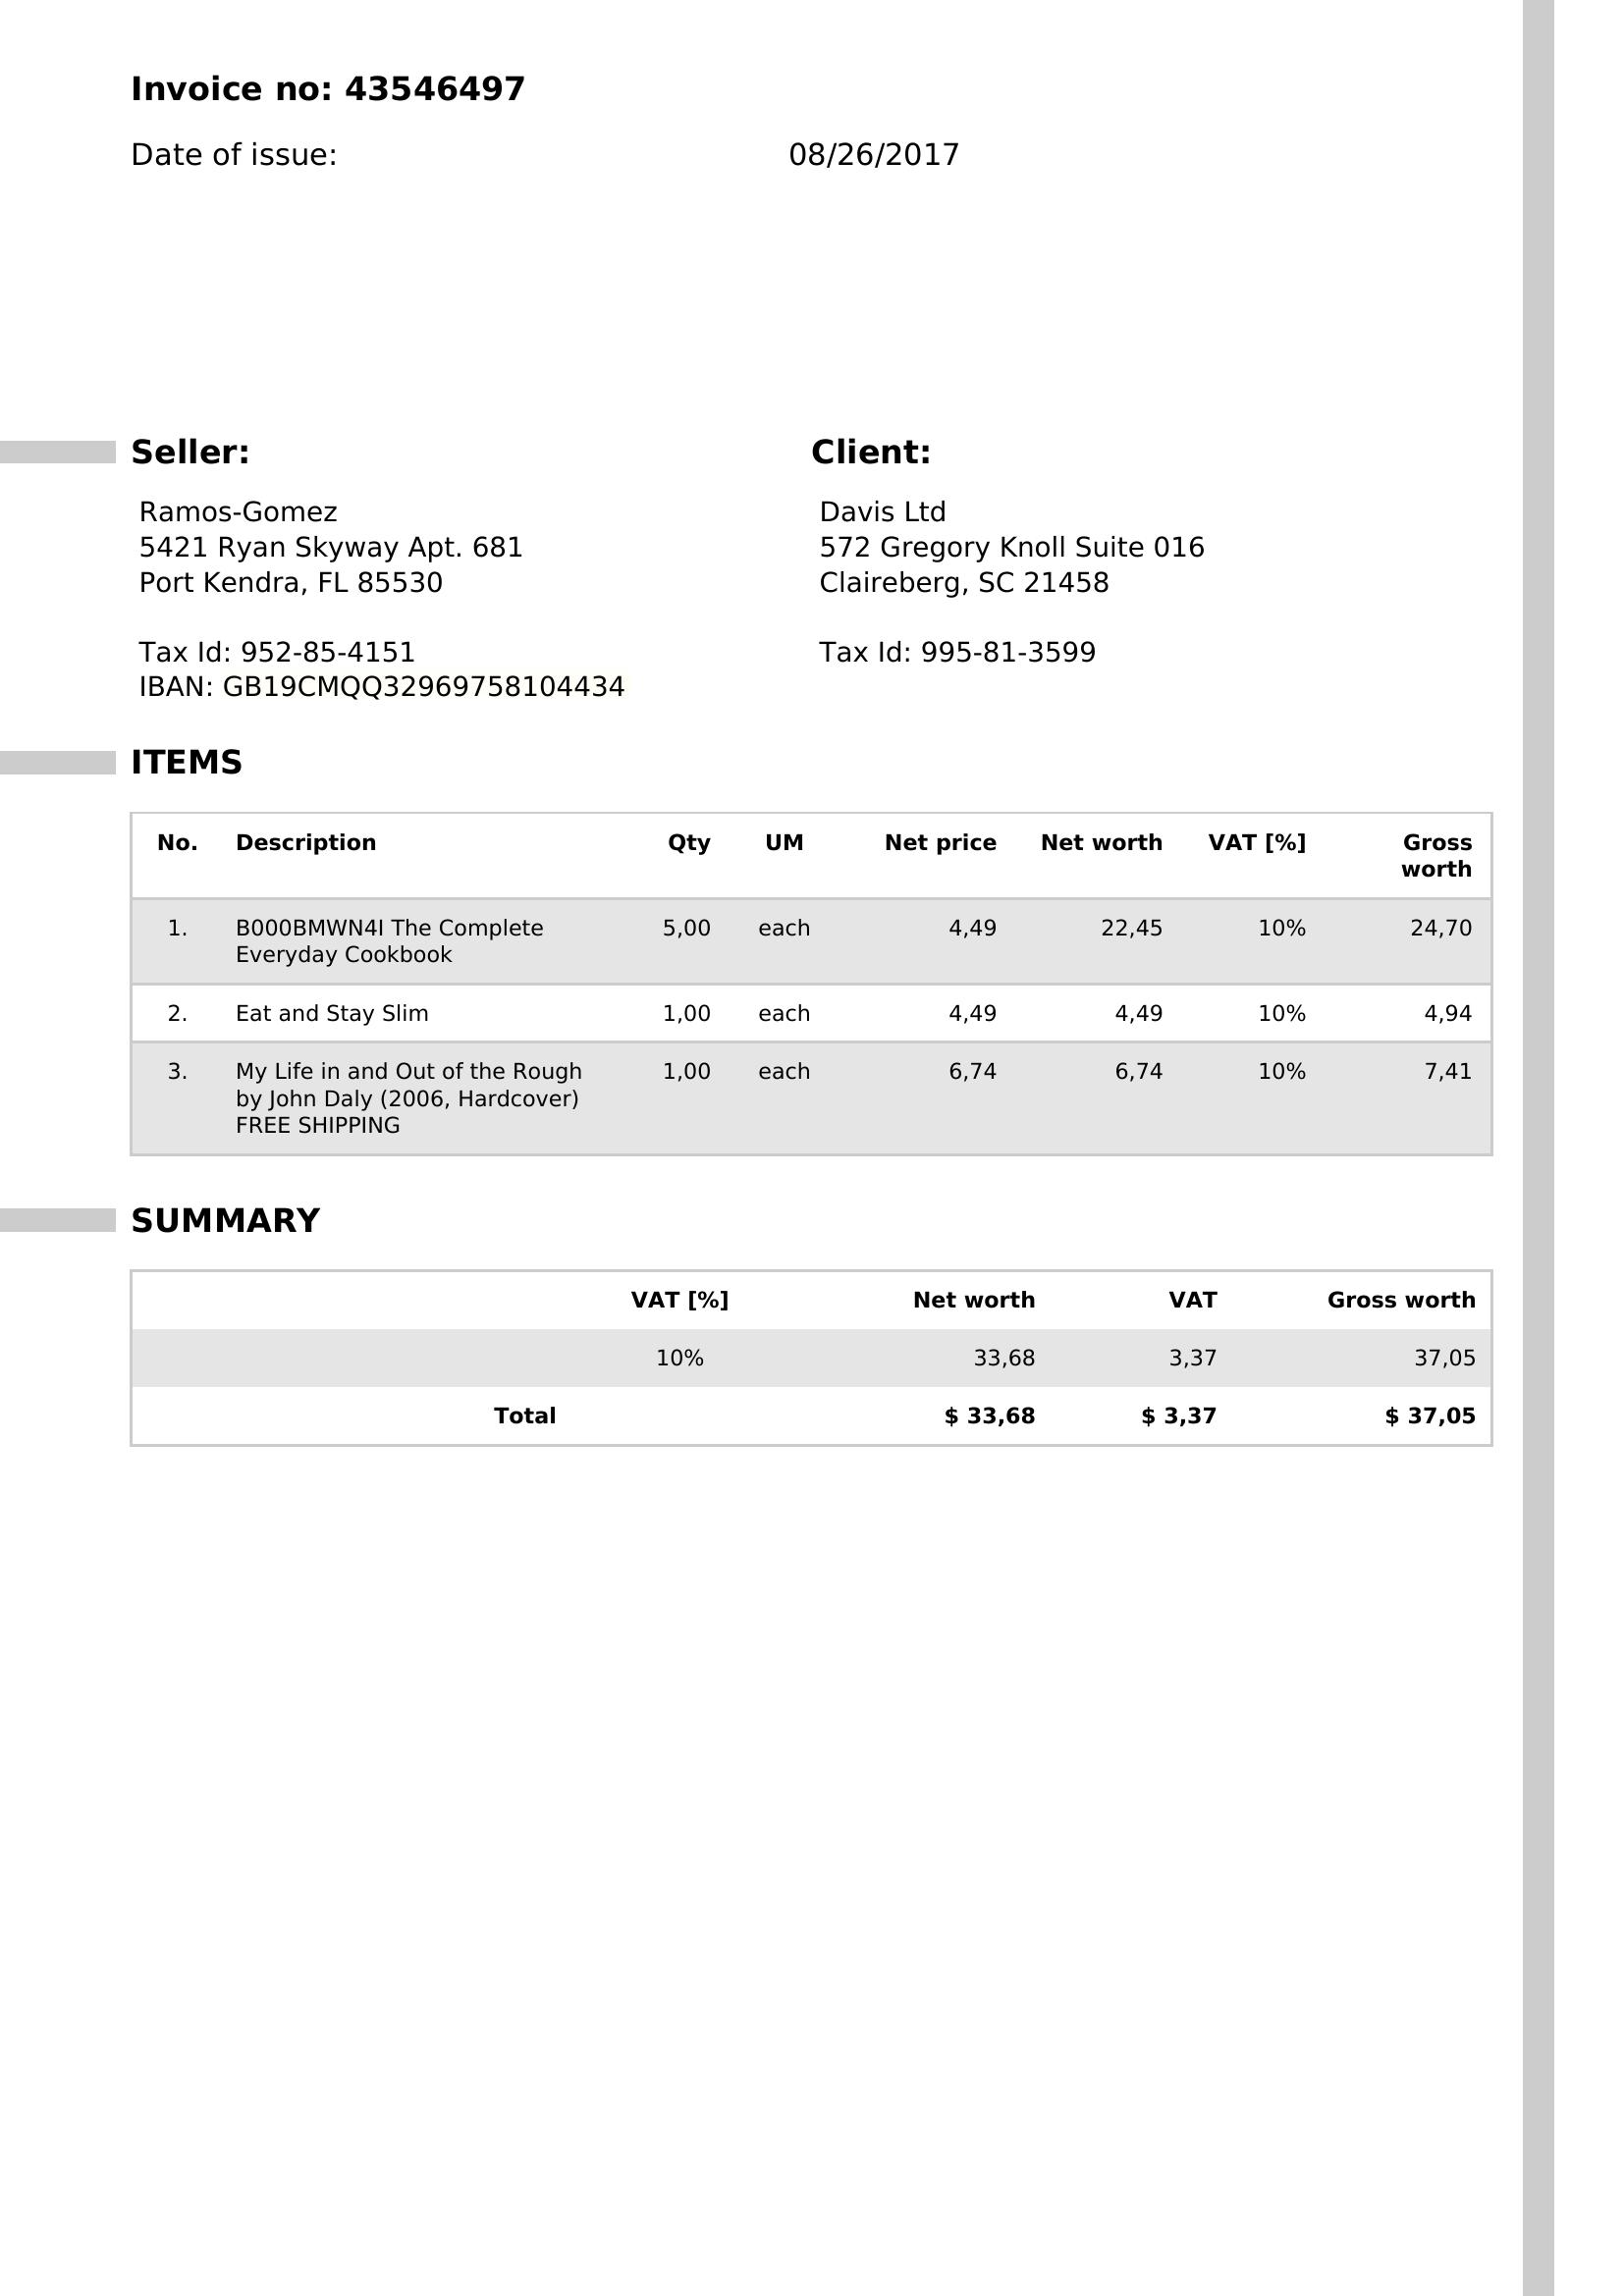 Invoice no: 43546497
Date of issue: 08/26/2017
Seller:
Ramos-Gomez
5421 Ryan Skyway Apt. 681
Port Kendra, FL 85530
Tax Id: 952-85-4151
IBAN: GB19CMQQ32969758104434
Client:
Davis Ltd
572 Gregory Knoll Suite 016
Claireberg, SC 21458
Tax Id: 995-81-3599
ITEMS
No. Description Qty UM Net price Net worth VAT [%] Gross
worth
1. B000BMWN4I The Complete 5,00 each 4,49 22,45 10% 24,70
Everyday Cookbook
2. Eat and Stay Slim 1,00 each 4,49 4,49 10% 4,94
3. My Life in and Out of the Rough 1,00 each 6,74 6,74 10% 7,41
by John Daly (2006, Hardcover)
FREE SHIPPING
SUMMARY
VAT [%] Net worth VAT Gross worth
10% 33,68 3,37 37,05
Total $ 33,68 $ 3,37 $ 37,05